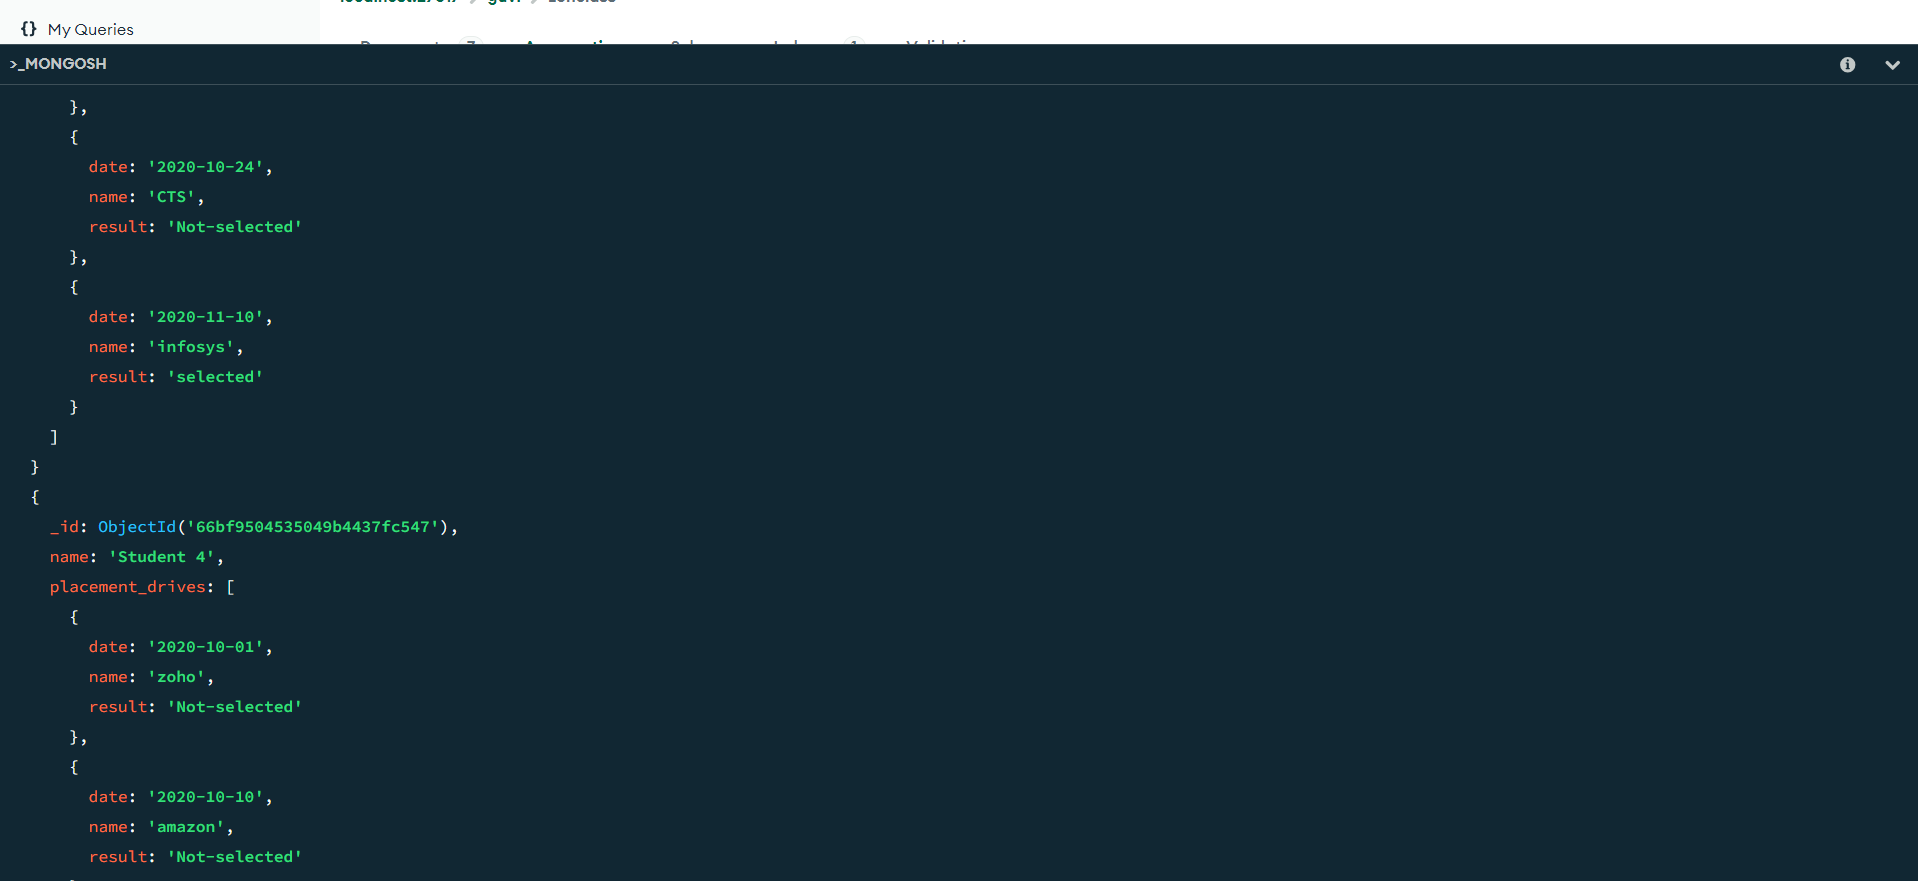 {} My Queries
>_MONGOSH
},
{
date: '2020-10-24',
name: 'CTS',
result: 'Not-selected'
},
{
date: '2020-11-10',
name: 'infosys',
result: 'selected'
}
]
}
{
_id: ObjectId('66bf9504535049b4437fc547'),
name: 'Student 4',
placement_drives: [
{
date: '2020-10-01',
name: 'zoho',
result: 'Not-selected'
},
{
date: '2020-10-10',
name: 'amazon',
result: 'Not-selected'